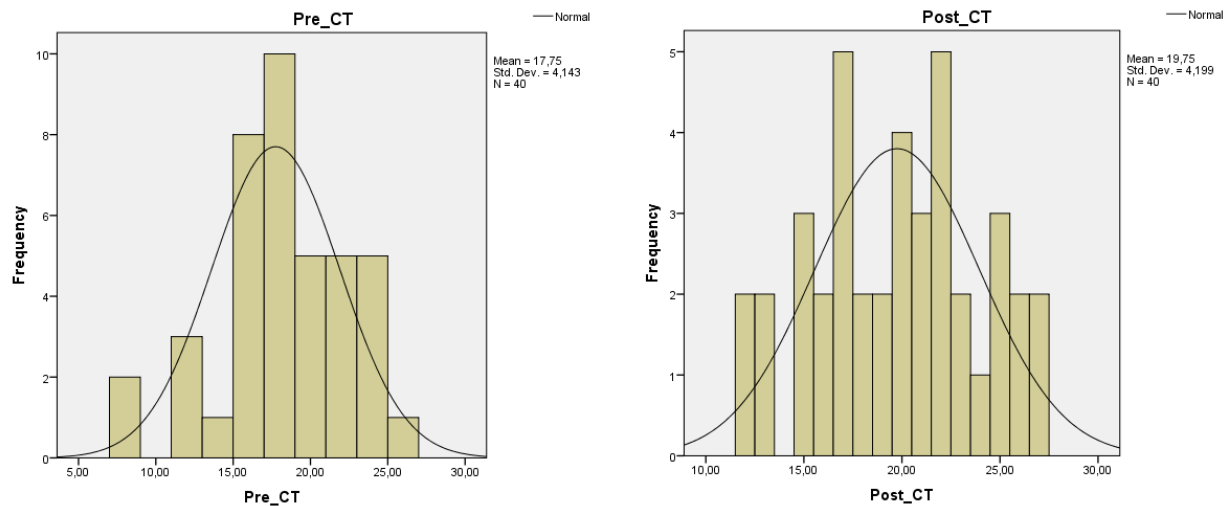 Pre_CT
Normal
Mean = 17,75
Std. Dev. = 4,143
N = 40
Frequency
10
8
6
4
2
0
5,00 10,00 15,00 20,00 25,00 30,00
Pre_CT
Post_CT
Normal
Mean = 19,75
Std. Dev. = 4,199
N = 40
Frequency
5
4
3
2
1
0
10,00 15,00 20,00 25,00 30,00
Post_CT